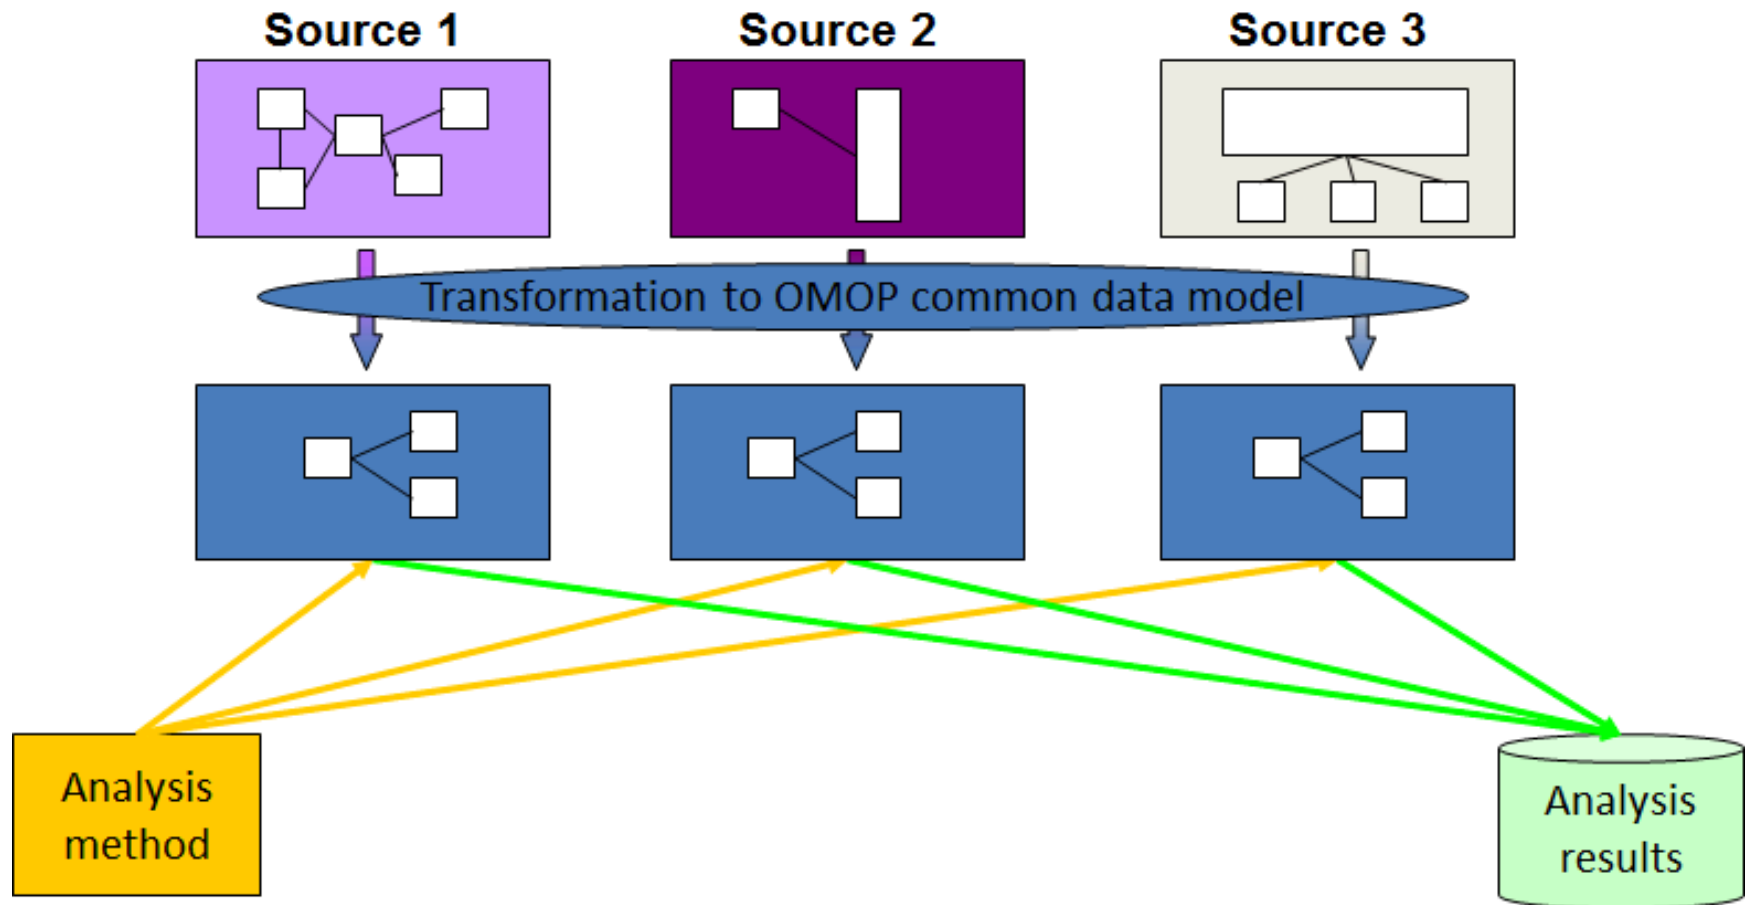 Source 1
Source 2
Source 3
Transformation to OMOP common data model
Analysis
method
Analysis
results